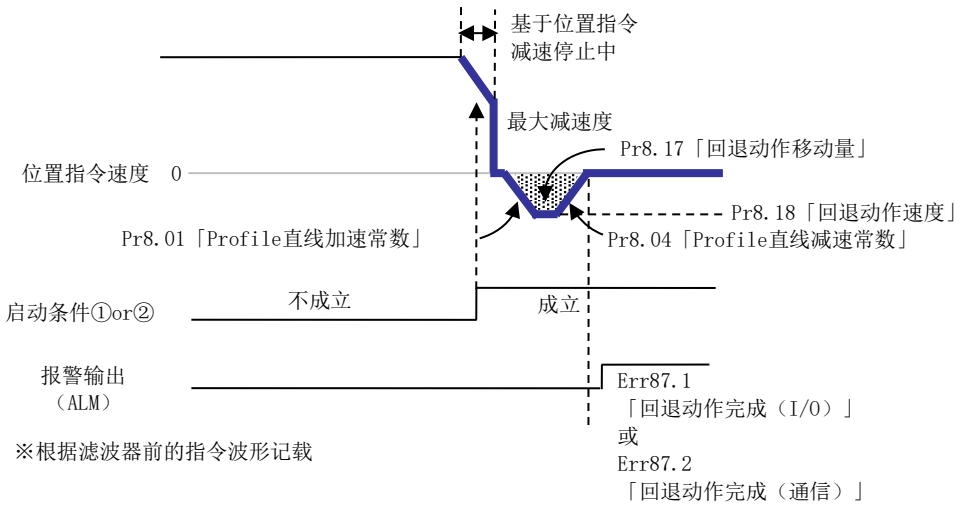 基于位置指令
减速停止中
最大减速度
Pr8.17「回退动作移动量」
位置指令速度 0
Pr8.18「回退动作速度」
Pr8.01「Profile直线加速常数」
Pr8.04「Profile直线减速常数」
不成立
成立
启动条件①or②
报警输出
（ALM）
Err87.1
「回退动作完成（I/O）」
或
Err87.2
「回退动作完成（通信）」
※根据滤波器前的指令波形记载